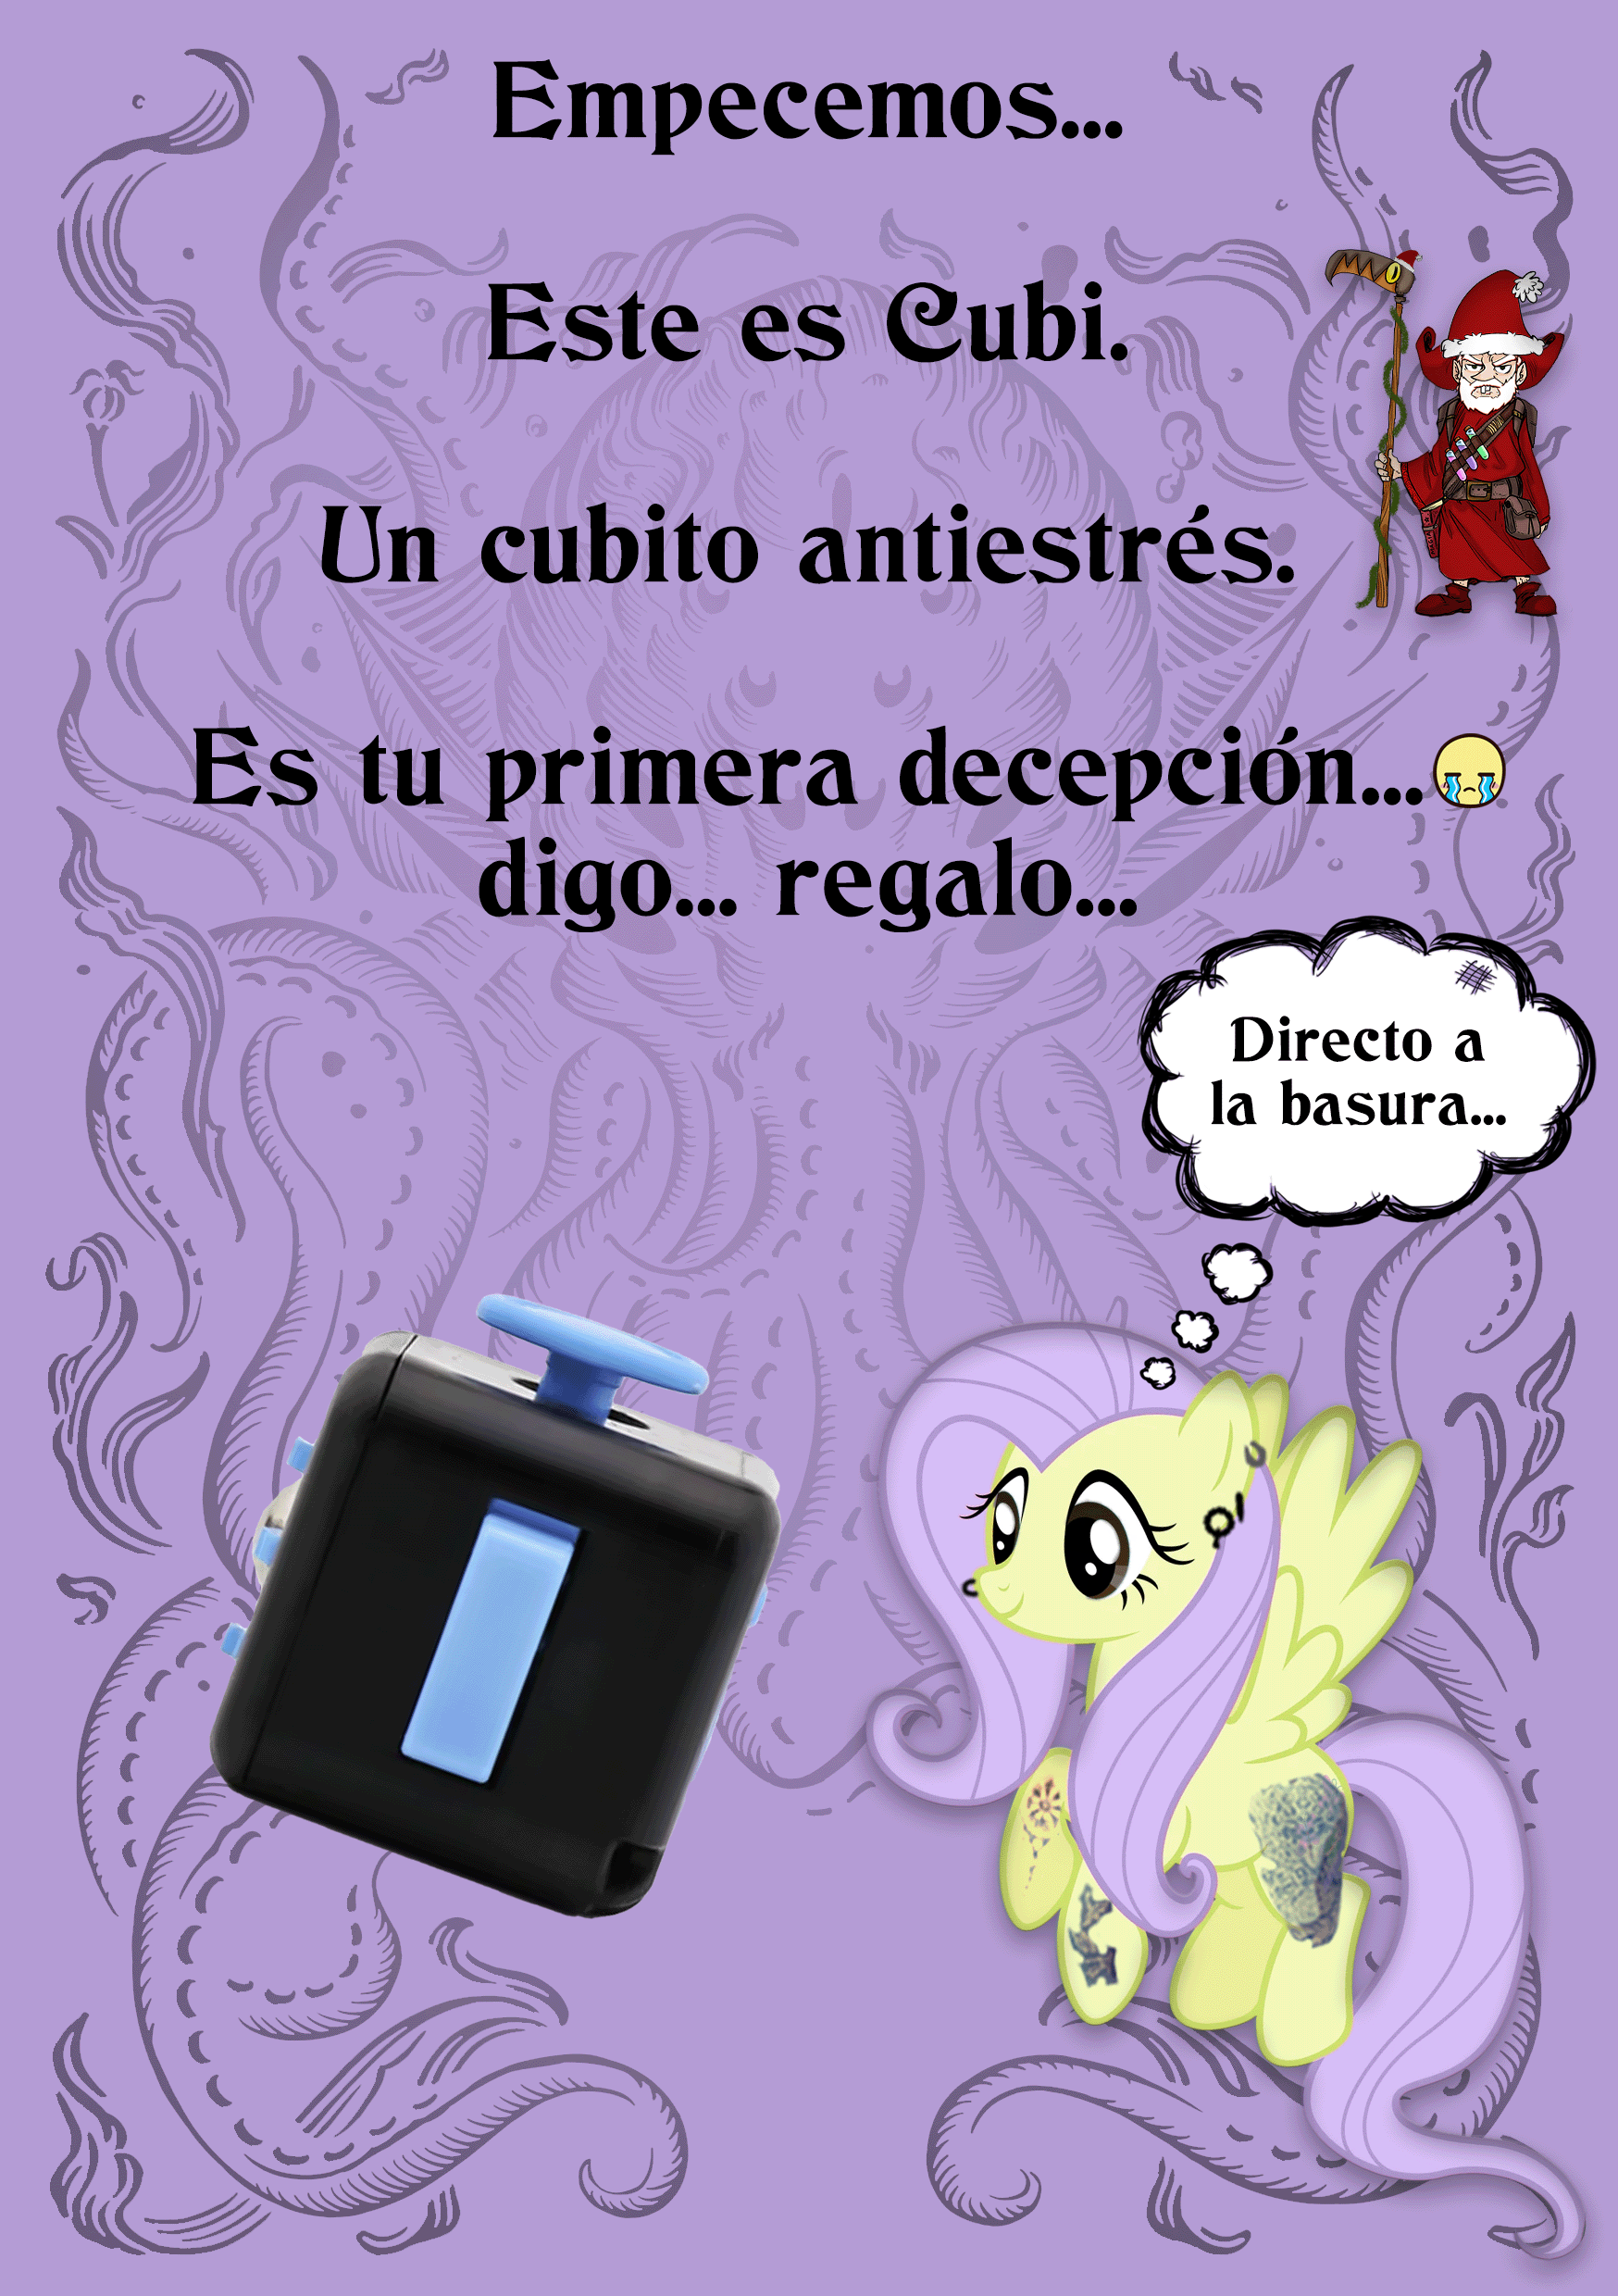 Empecemos...
Este es Cubi.
Un cubito antiestrés.
Es tu primera decepción...😭
digo... regalo...
Directo a
la basura...